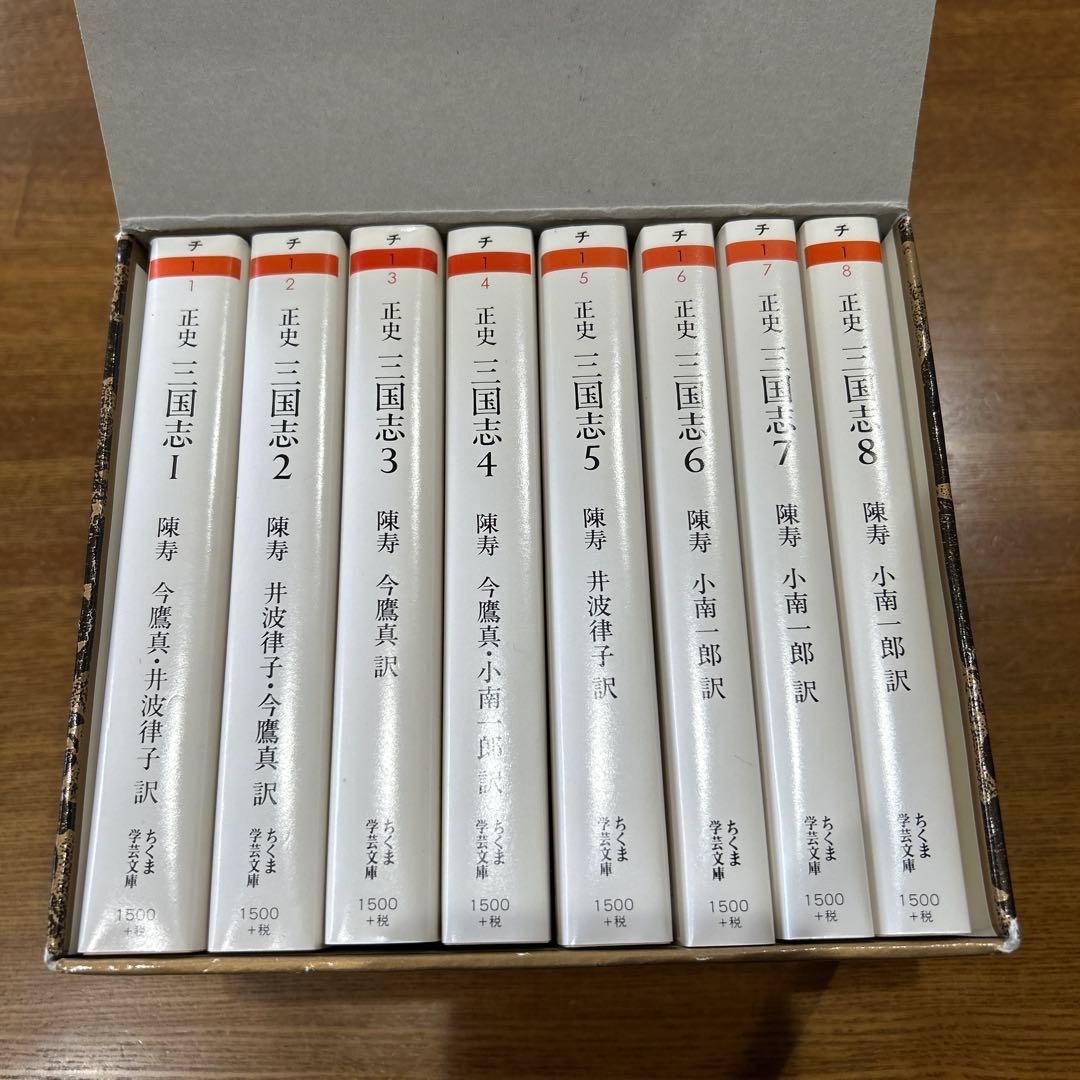 チ
1
1
正史 三国志 1
陳寿 今鷹真・井波律子 訳
ちくま
学芸文庫
1500
+税
チ
1
2
正史 三国志 2
陳寿 井波律子・今鷹真 訳
ちくま
学芸文庫
1500
+税
チ
1
3
正史 三国志 3
陳寿 今鷹真 訳
ちくま
学芸文庫
1500
+税
チ
1
4
正史 三国志 4
陳寿 今鷹真・小南一郎 訳
ちくま
学芸文庫
1500
+税
チ
1
5
正史 三国志 5
陳寿 井波律子 訳
ちくま
学芸文庫
1500
+税
チ
1
6
正史 三国志 6
陳寿 小南一郎 訳
ちくま
学芸文庫
1500
+税
チ
1
7
正史 三国志 7
陳寿 小南一郎 訳
ちくま
学芸文庫
1500
+税
チ
1
8
正史 三国志 8
陳寿 小南一郎 訳
ちくま
学芸文庫
1500
+税